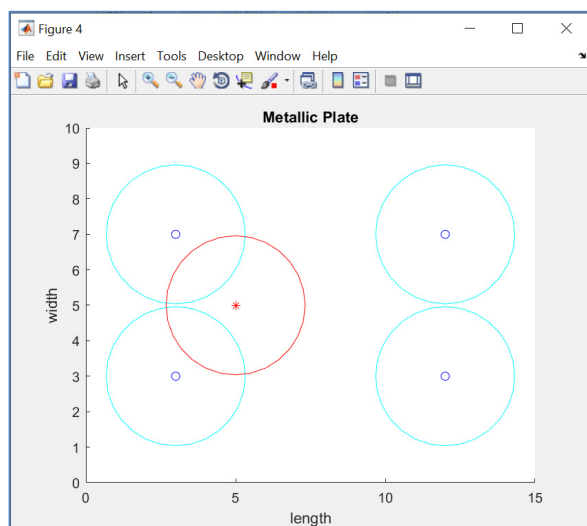 Figure 4
File Edit View Insert Tools Desktop Window Help
Metallic Plate
10
9
8
7
6
5
4
3
2
1
0
width
0 5 10 15
length